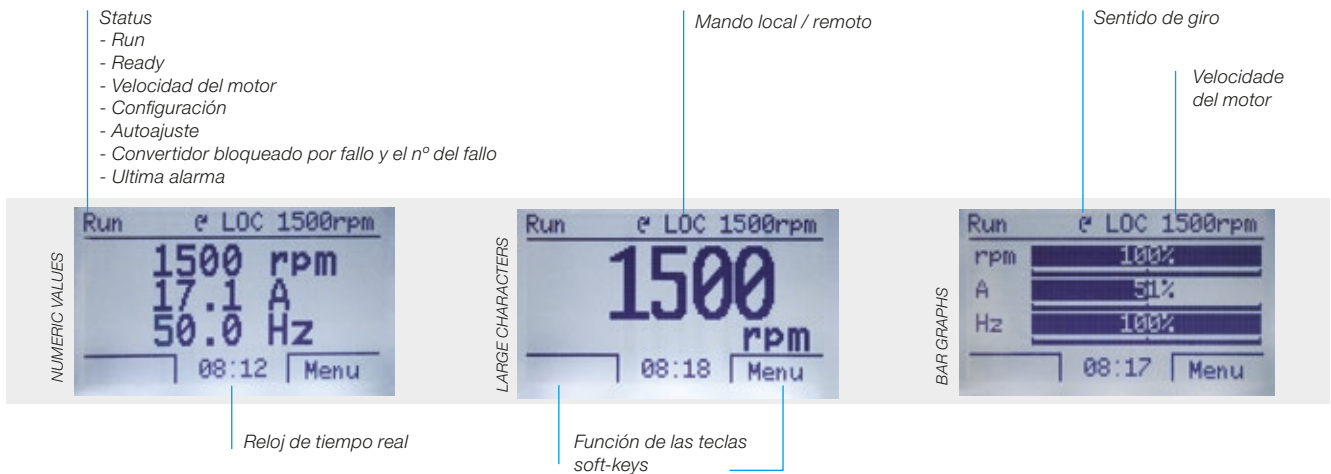 Status
- Run
- Ready
- Velocidad del motor
- Configuración
- Autoajuste
- Convertidor bloqueado por fallo y el nº del fallo
- Ultima alarma
Mando local / remoto
Sentido de giro
Velocidade
del motor
NUMERIC VALUES
Run LOC 1500rpm
1500 rpm
17.1 A
50.0 Hz
08:12 Menu
LARGE CHARACTERS
Run LOC 1500rpm
1500
rpm
08:18 Menu
BAR GRAPHS
Run LOC 1500rpm
rpm 100%
A 51%
Hz 100%
08:17 Menu
Reloj de tiempo real
Función de las teclas
soft-keys